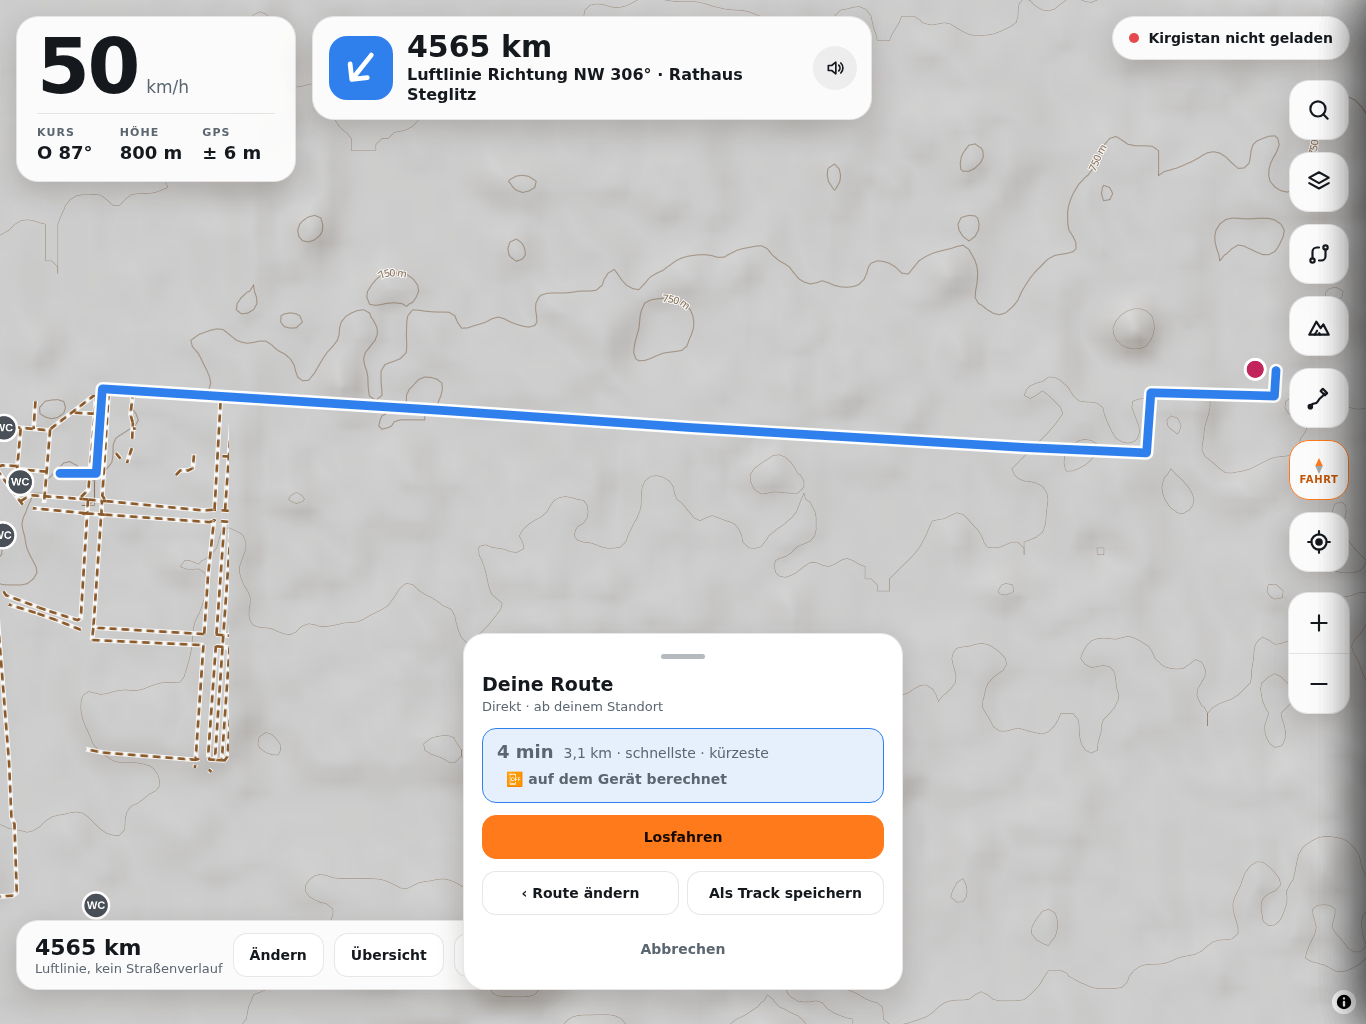 50 km/h
KURS HÖHE GPS
O 87° 800 m ± 6 m
4565 km
Luftlinie Richtung NW 306° · Rathaus
Steglitz
Kirgistan nicht geladen
750 m
750 m
750 m
50
WC
WC
WC
WC
FAHRT
+
−
Deine Route
Direkt · ab deinem Standort
4 min 3,1 km · schnellste · kürzeste
auf dem Gerät berechnet
Losfahren
‹ Route ändern
Als Track speichern
Abbrechen
4565 km
Luftlinie, kein Straßenverlauf
Ändern
Übersicht